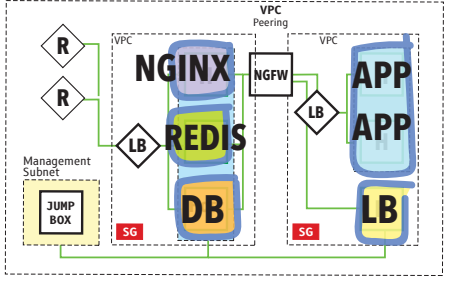 VPC
Peering
VPC
VPC
R
R
NGINX
NGFW
APP
LB
REDIS
LB
APP
H
Management
Subnet
JUMP
BOX
DB
LB
SG
SG